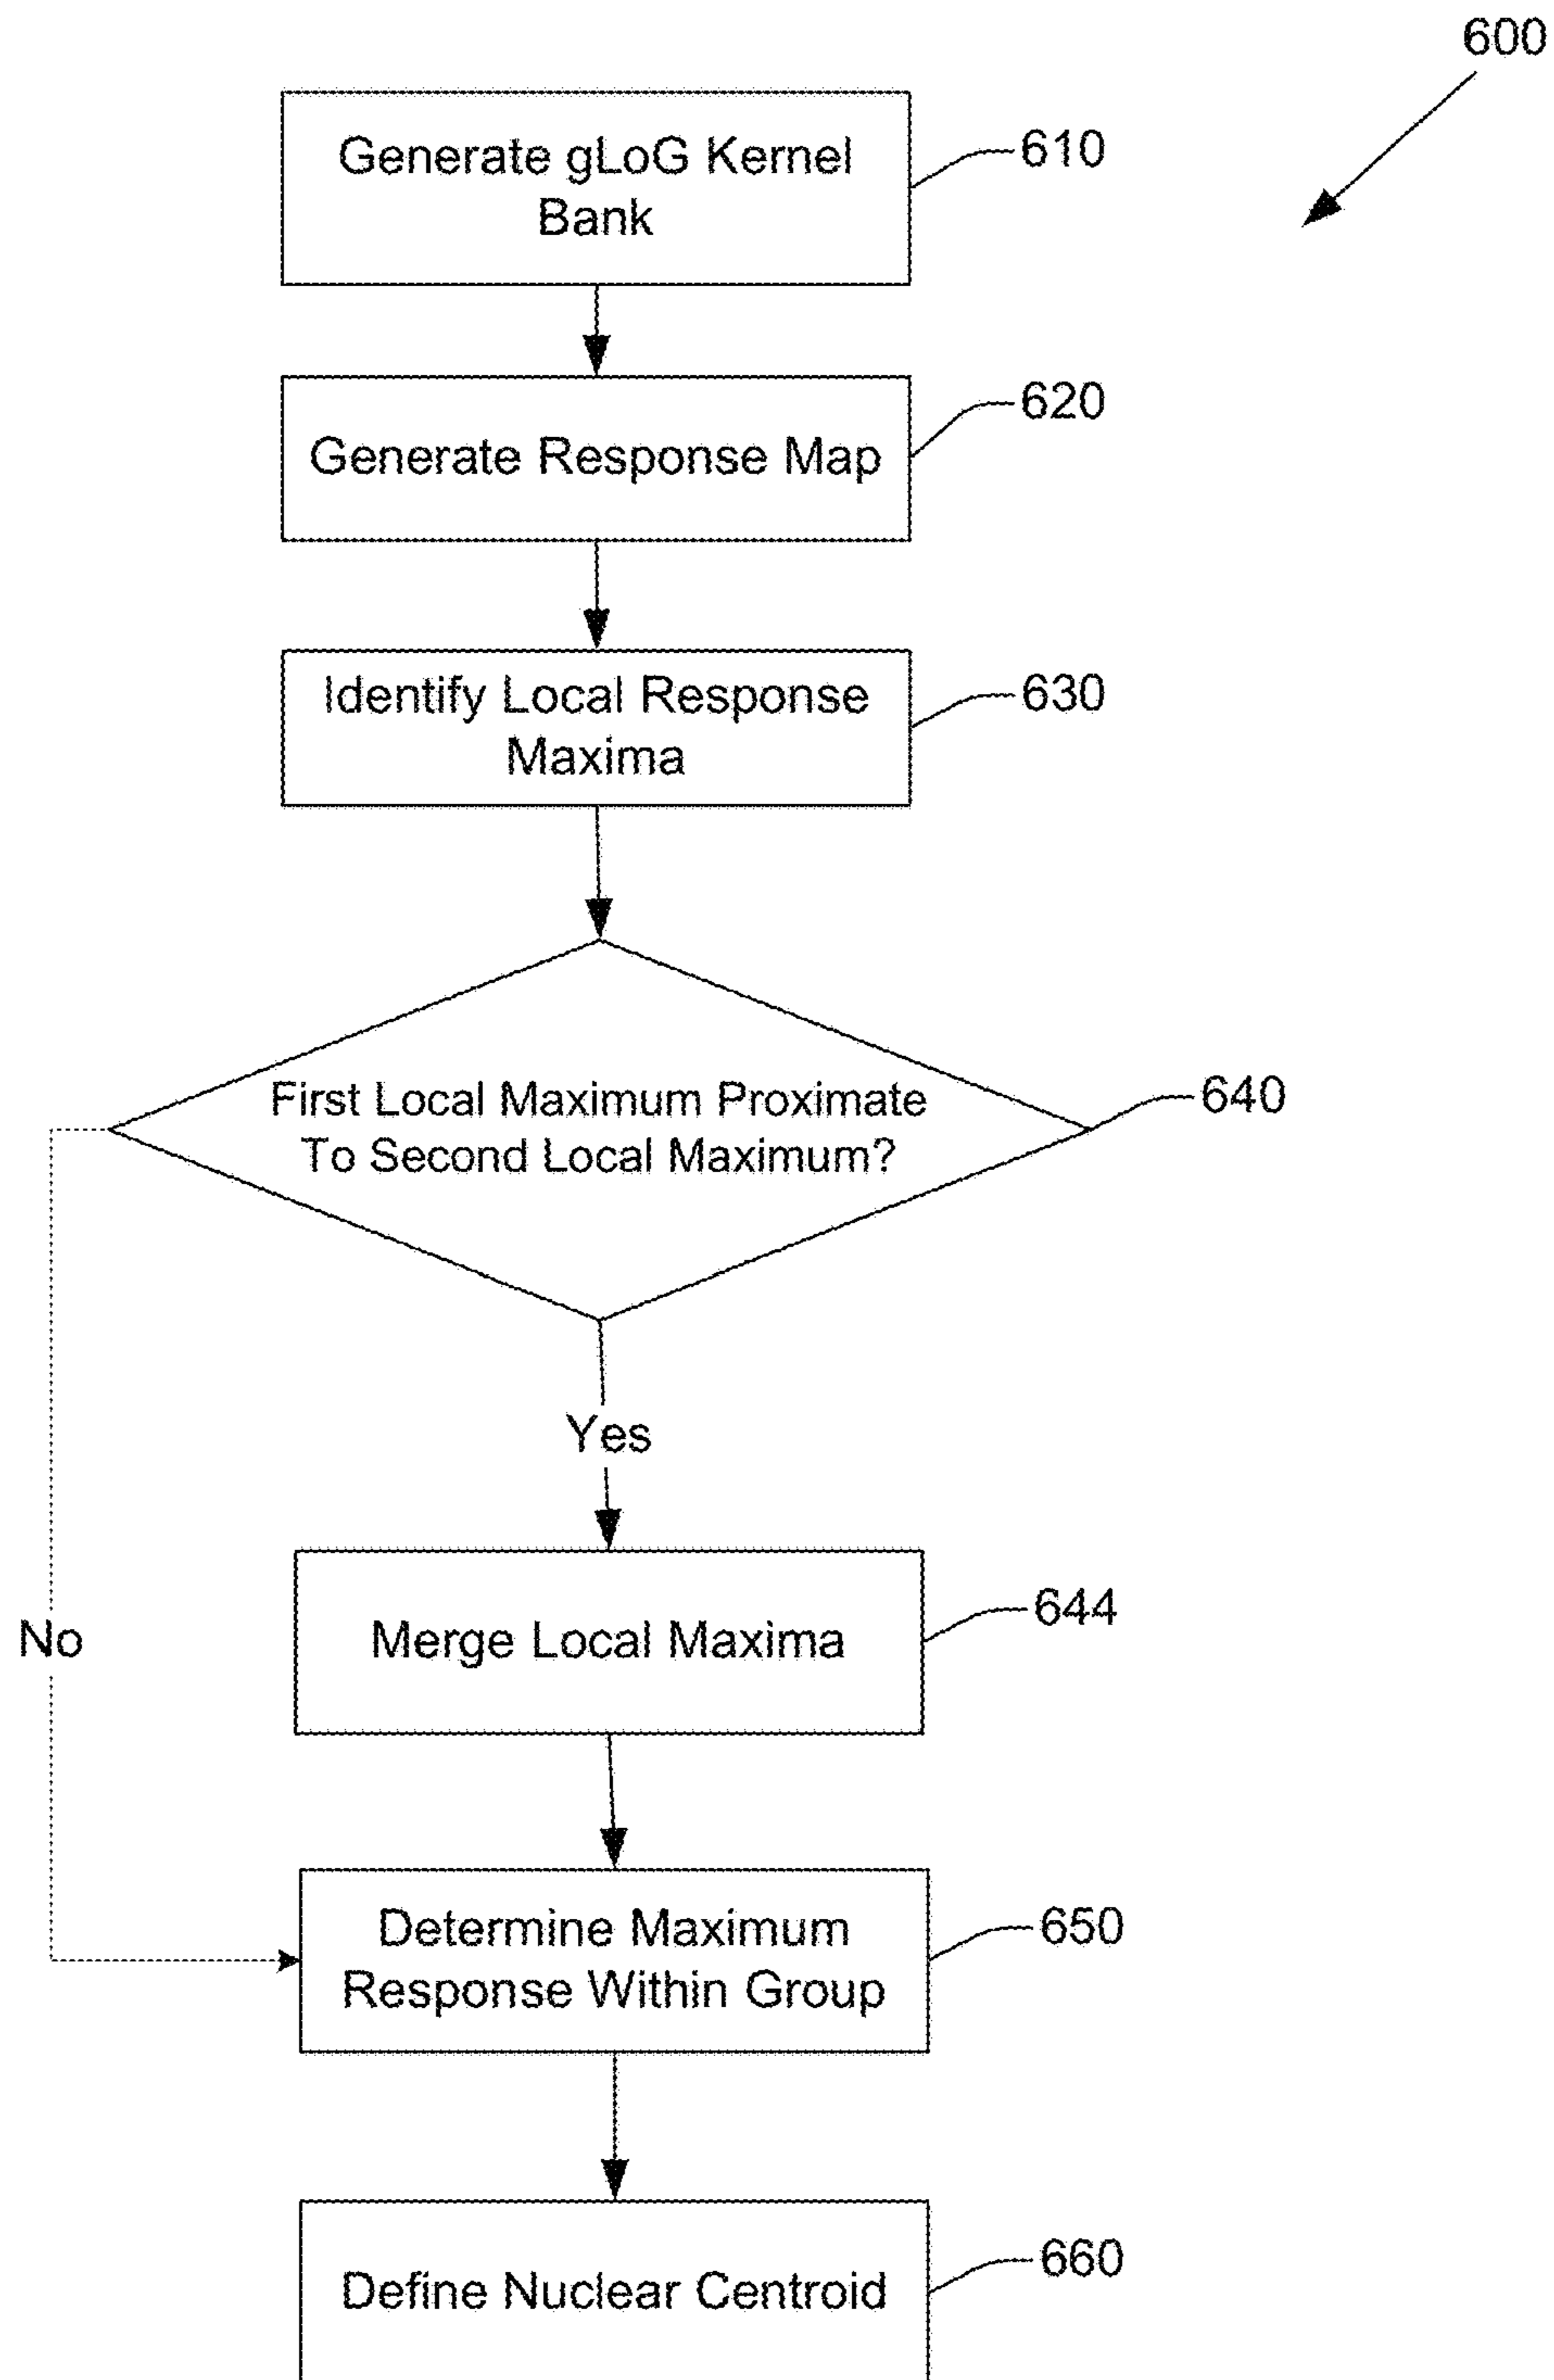 600
Generate gLoG Kernel
Bank
610
Generate Response Map
620
Identify Local Response
Maxima
630
First Local Maximum Proximate
To Second Local Maximum?
640
Yes
No
Merge Local Maxima
644
Determine Maximum
Response Within Group
650
Define Nuclear Centroid
660